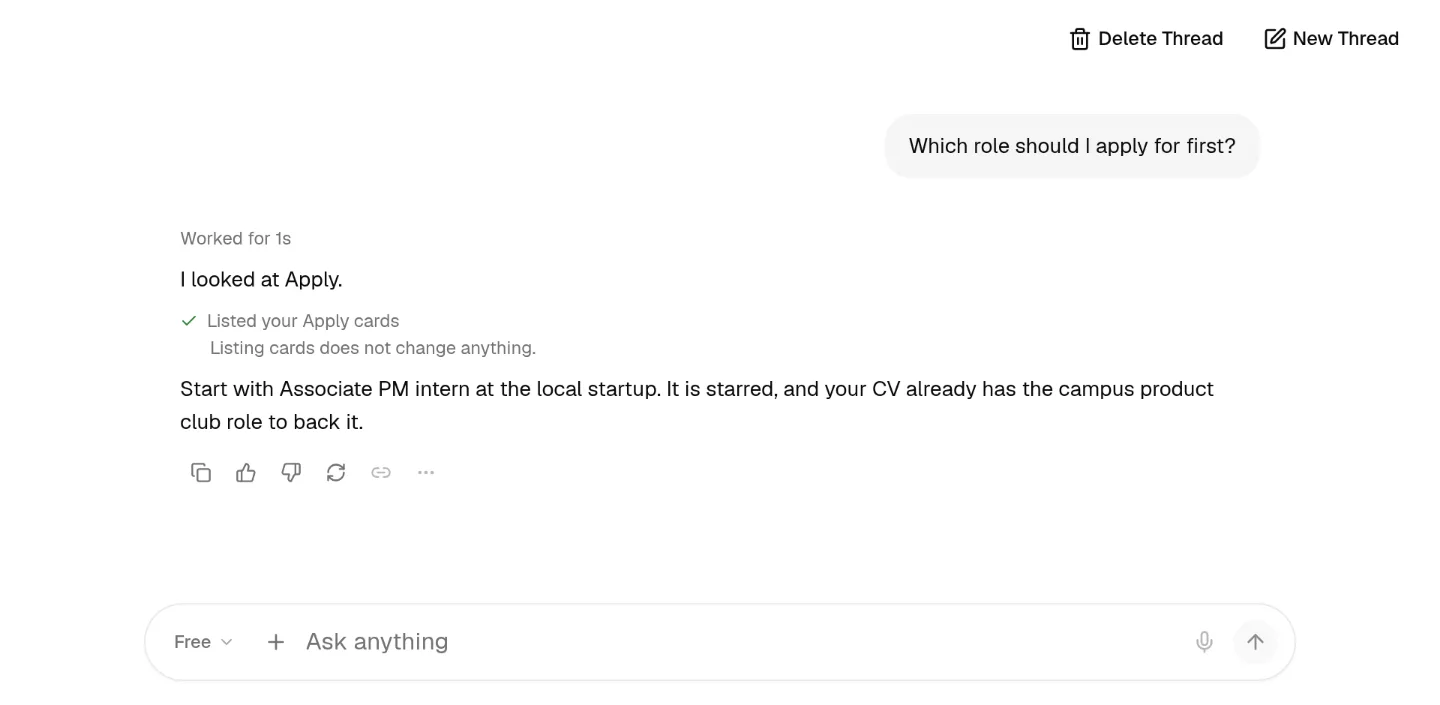 Delete Thread
New Thread
Which role should I apply for first?
Worked for 1s
I looked at Apply.
Listed your Apply cards
Listing cards does not change anything.
Start with Associate PM intern at the local startup. It is starred, and your CV already has the campus product
club role to back it.
Free
Ask anything